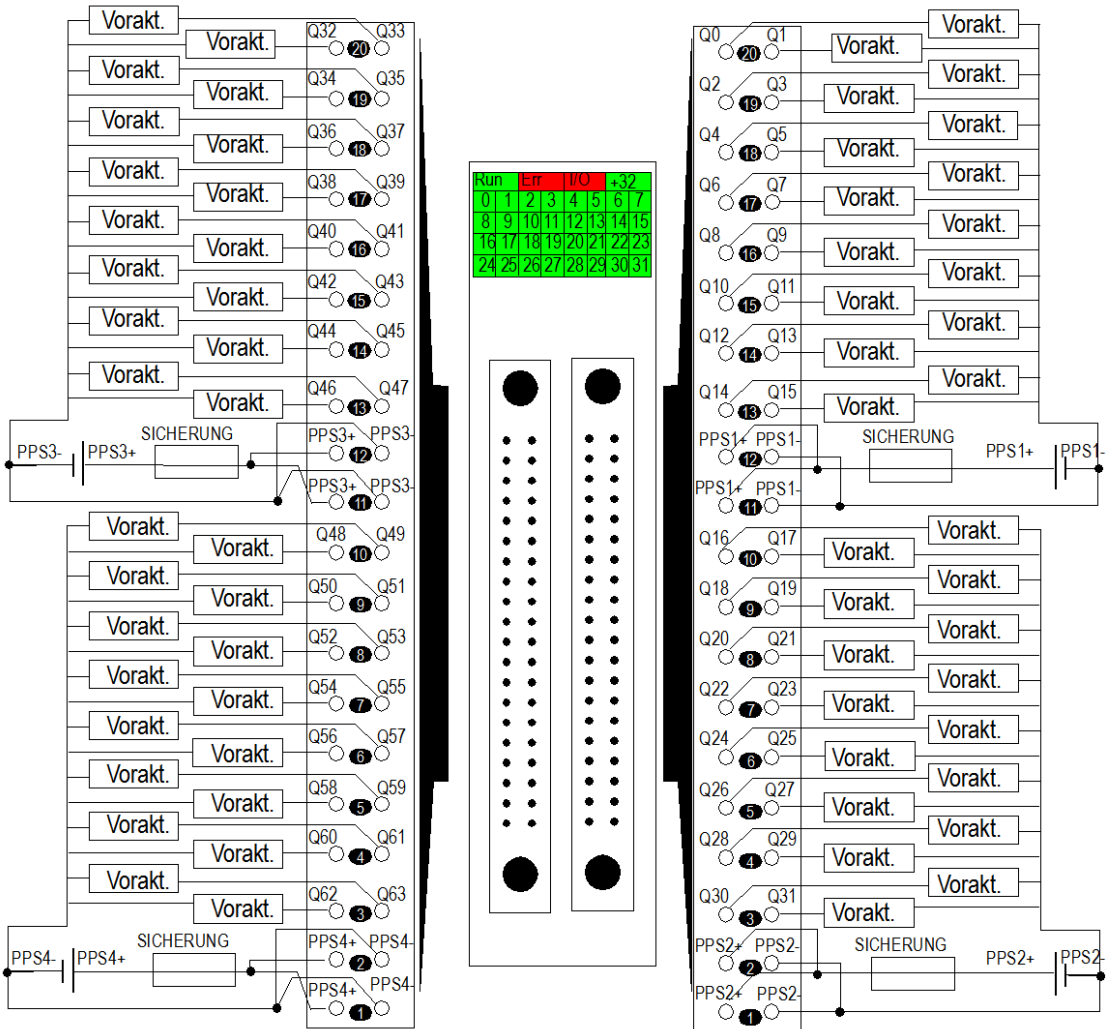 Vorakt.
Vorakt. Q32 20 Q33
Vorakt.
Vorakt. Q34 19 Q35
Vorakt.
Vorakt. Q36 18 Q37
Vorakt.
Vorakt. Q38 17 Q39
Vorakt.
Vorakt. Q40 16 Q41
Vorakt.
Vorakt. Q42 15 Q43
Vorakt.
Vorakt. Q44 14 Q45
Vorakt.
Vorakt. Q46 13 Q47
PPS3- PPS3+ SICHERUNG PPS3+ 12 PPS3-
PPS3+ 11 PPS3-
Vorakt.
Vorakt. Q48 10 Q49
Vorakt.
Vorakt. Q50 9 Q51
Vorakt.
Vorakt. Q52 8 Q53
Vorakt.
Vorakt. Q54 7 Q55
Vorakt.
Vorakt. Q56 6 Q57
Vorakt.
Vorakt. Q58 5 Q59
Vorakt.
Vorakt. Q60 4 Q61
Vorakt.
Vorakt. Q62 3 Q63
PPS4- PPS4+ SICHERUNG PPS4+ 2 PPS4-
PPS4+ 1 PPS4-
Run Err I/O +32
0 1 2 3 4 5 6 7
8 9 10 11 12 13 14 15
16 17 18 19 20 21 22 23
24 25 26 27 28 29 30 31
Vorakt.
Q0 20 Q1 Vorakt.
Vorakt.
Q2 19 Q3 Vorakt.
Vorakt.
Q4 18 Q5 Vorakt.
Vorakt.
Q6 17 Q7 Vorakt.
Vorakt.
Q8 16 Q9 Vorakt.
Vorakt.
Q10 15 Q11 Vorakt.
Vorakt.
Q12 14 Q13 Vorakt.
Vorakt.
Q14 13 Q15 Vorakt.
PPS1+ 12 PPS1- SICHERUNG PPS1+ PPS1-
PPS1+ 11 PPS1-
Vorakt.
Q16 10 Q17 Vorakt.
Vorakt.
Q18 9 Q19 Vorakt.
Vorakt.
Q20 8 Q21 Vorakt.
Vorakt.
Q22 7 Q23 Vorakt.
Vorakt.
Q24 6 Q25 Vorakt.
Vorakt.
Q26 5 Q27 Vorakt.
Vorakt.
Q28 4 Q29 Vorakt.
Vorakt.
Q30 3 Q31 Vorakt.
PPS2+ 2 PPS2- SICHERUNG PPS2+ PPS2-
PPS2+ 1 PPS2-